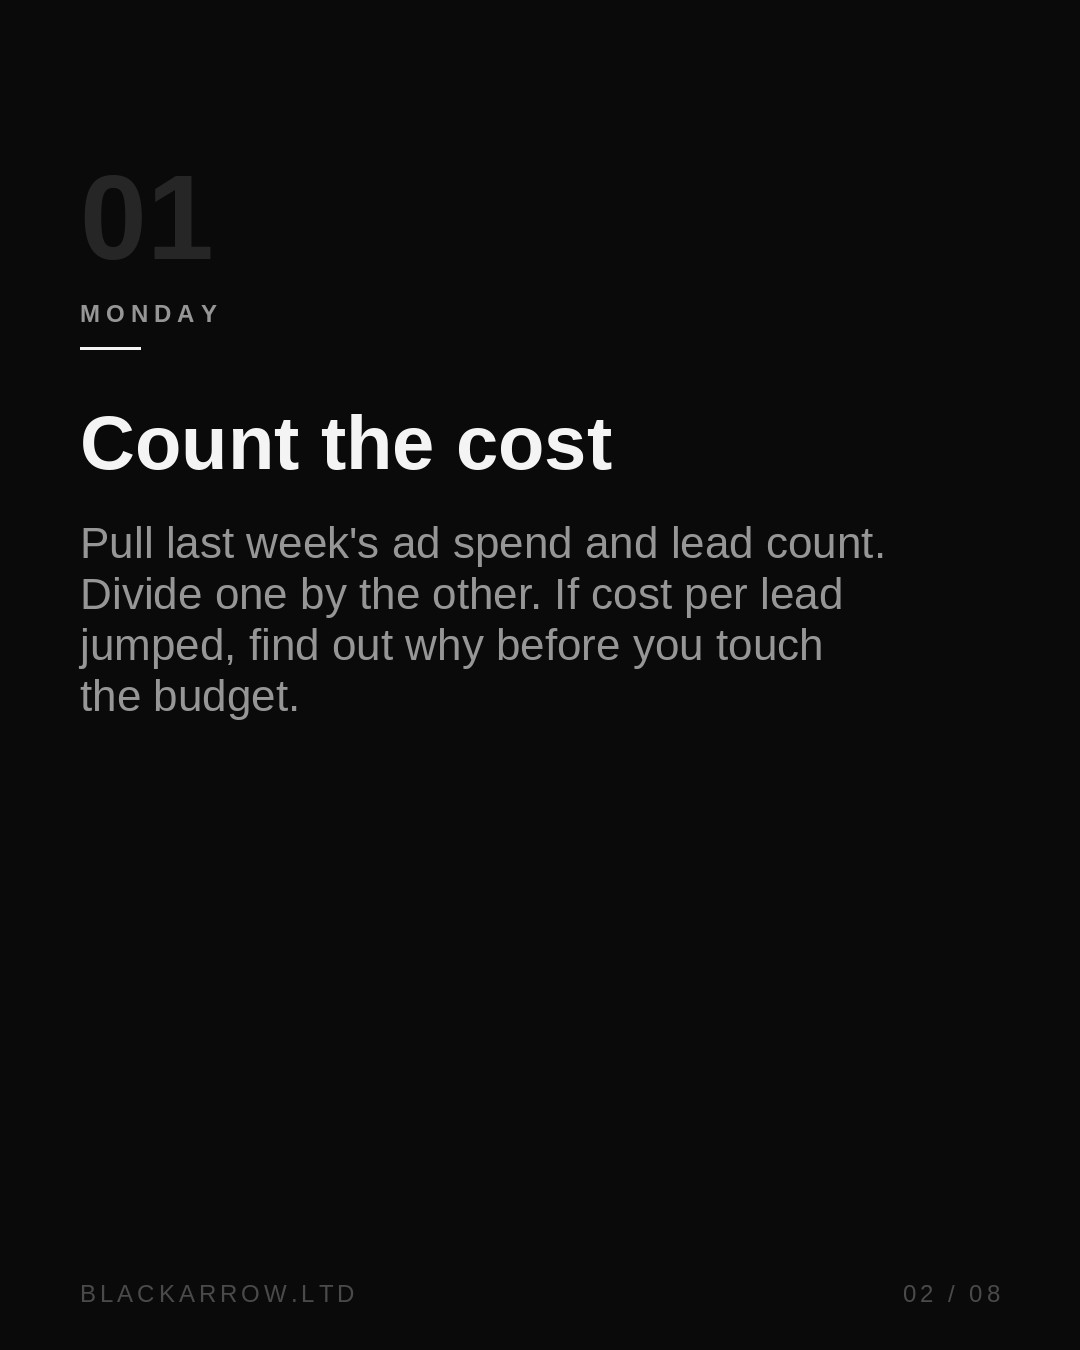 01
MONDAY
Count the cost
Pull last week's ad spend and lead count.
Divide one by the other. If cost per lead
jumped, find out why before you touch
the budget.
BLACKARROW.LTD
02 / 08